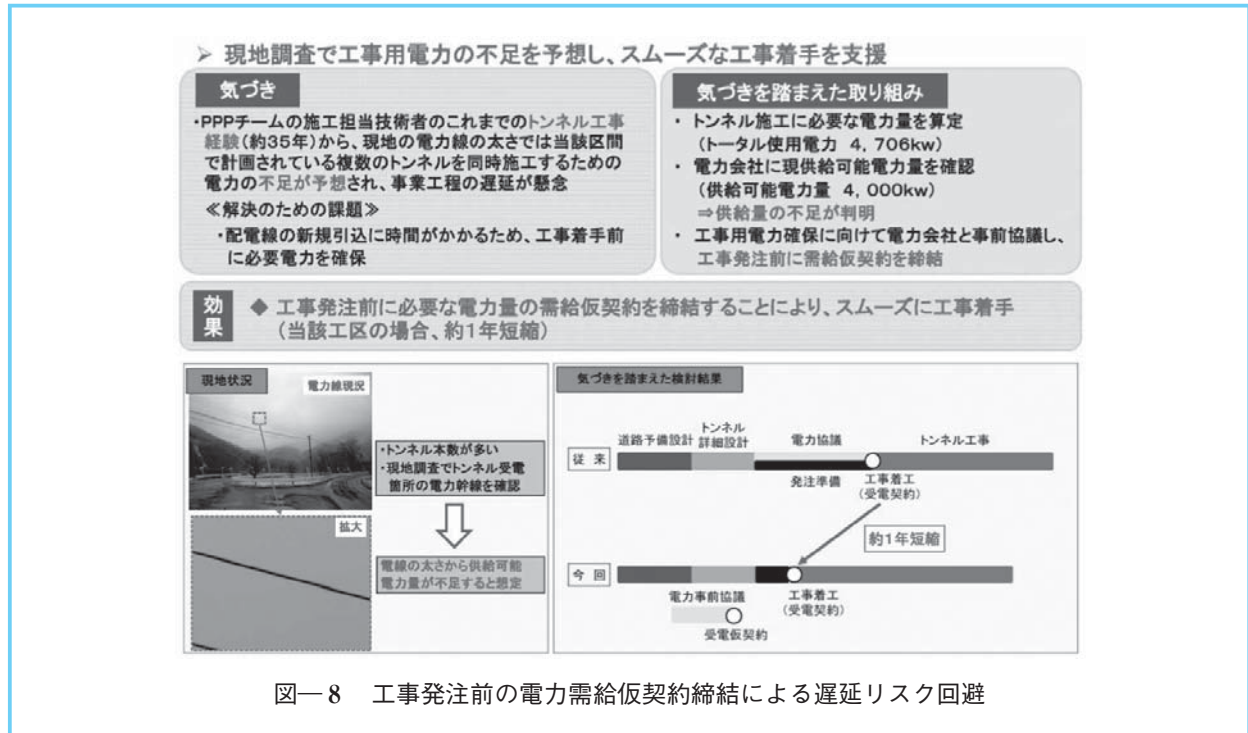 ➢ 現地調査で工事用電力の不足を予想し、スムーズな工事着手を支援
気づき
・PPPチームの施工担当技術者のこれまでのトンネル工事
経験(約35年)から、現地の電力線の太さでは当該区間
で計画されている複数のトンネルを同時施工するための
電力の不足が予想され、事業工程の遅延が懸念
≪解決のための課題≫
・配電線の新規引込に時間がかかるため、工事着手前
に必要電力を確保
気づきを踏まえた取り組み
・ トンネル施工に必要な電力量を算定
(トータル使用電力 4,706kw)
・ 電力会社に現供給可能電力量を確認
(供給可能電力量 4,000kw)
⇒供給量の不足が判明
・ 工事用電力確保に向けて電力会社と事前協議し、
工事発注前に需給仮契約を締結
効果
◆ 工事発注前に必要な電力量の需給仮契約を締結することにより、スムーズに工事着手
(当該工区の場合、約1年短縮)
現地状況
電力線現況
・トンネル本数が多い
・現地調査でトンネル受電
箇所の電力幹線を確認
拡大
電線の太さから供給可能
電力量が不足すると想定
気づきを踏まえた検討結果
道路予備設計
トンネル
詳細設計
電力協議
トンネル工事
従来
発注準備
工事着工
(受電契約)
約1年短縮
今回
電力事前協議
工事着工
(受電契約)
受電仮契約
図―8 工事発注前の電力需給仮契約締結による遅延リスク回避